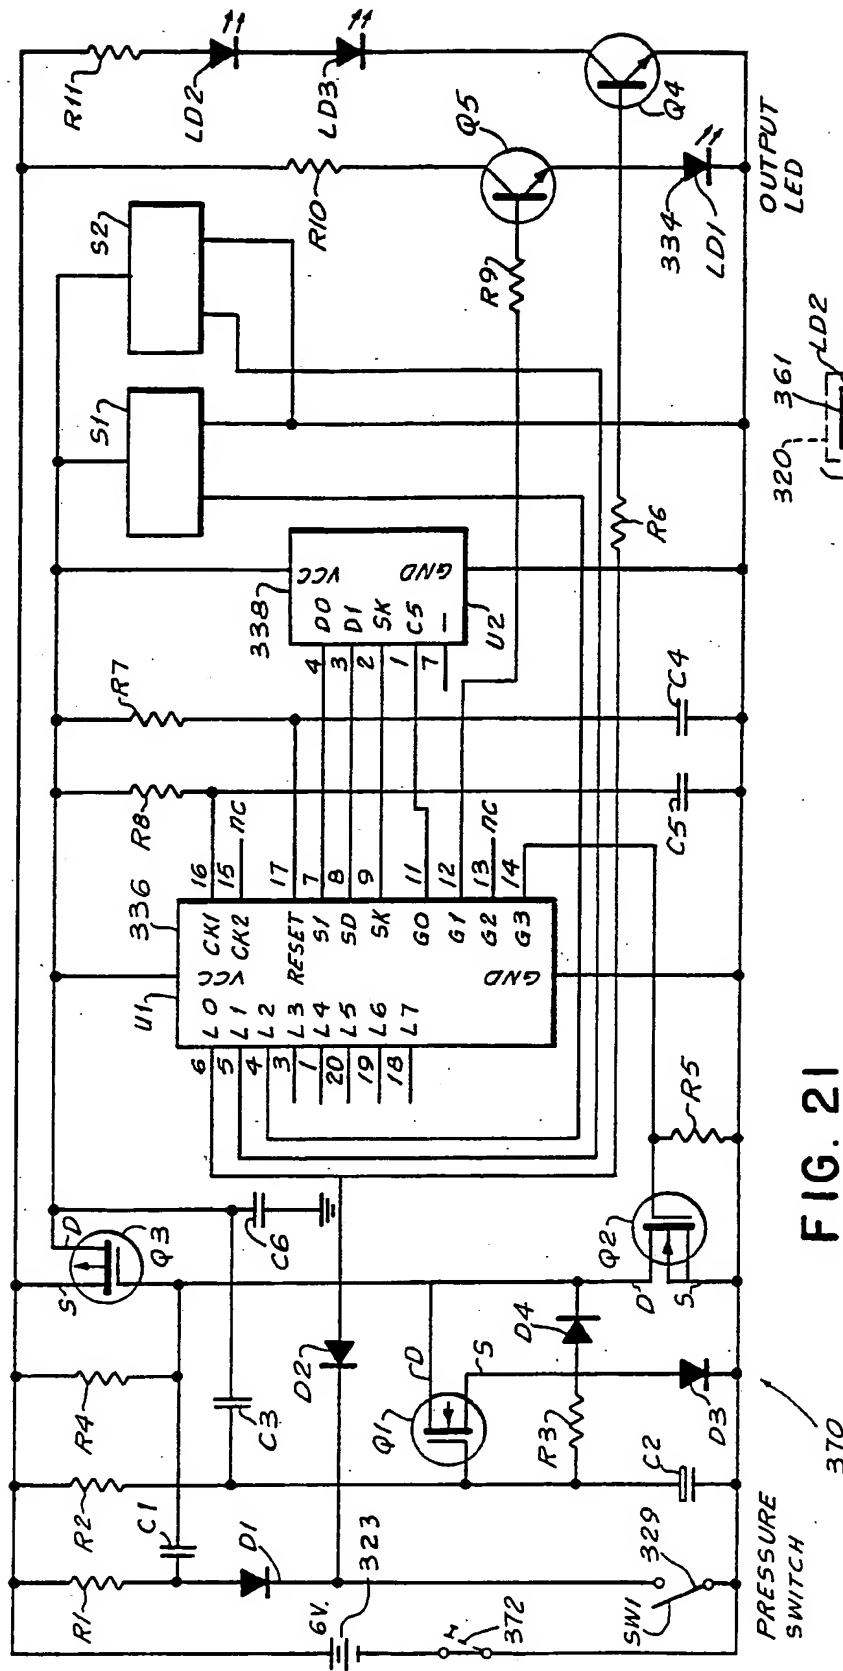 R1
R2
R4
S
D
Q3
C1
C3
C6
D1
6V.
323
D2
372
Q1
D
S
R3
D4
C2
D3
SW1
329
PRESSURE
SWITCH
370
D
S
Q2
R5
U1
336
VCC
GND
6 L0
5 L1
4 L2
3 L3
1 L4
20 L5
19 L6
18 L7
CK1 16
CK2 15 nc
RESET 17
SI 7
SD 8
SK 9
G0 11
G1 12
G2 13 nc
G3 14
R8
R7
C5
C4
338
VCC
GND
4 DO
3 DI
2 SK
1 CS
7 —
U2
S1
S2
R6
R9
R10
Q5
334
LD1
R11
LD2
LD3
Q4
OUTPUT
LED
FIG. 21
320
361
LD2